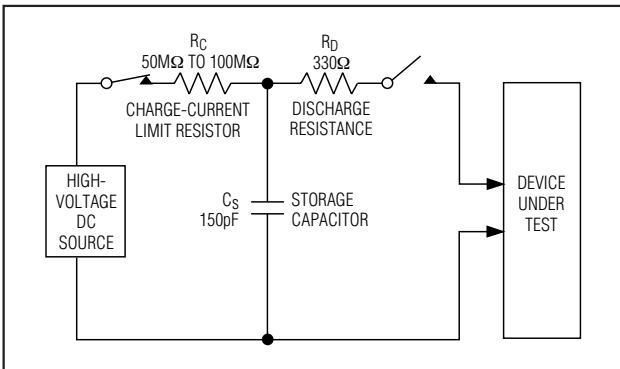 R_C
50MΩ TO 100MΩ
CHARGE-CURRENT
LIMIT RESISTOR
R_D
330Ω
DISCHARGE
RESISTANCE
HIGH-
VOLTAGE
DC
SOURCE
C_S
150pF
STORAGE
CAPACITOR
DEVICE
UNDER
TEST